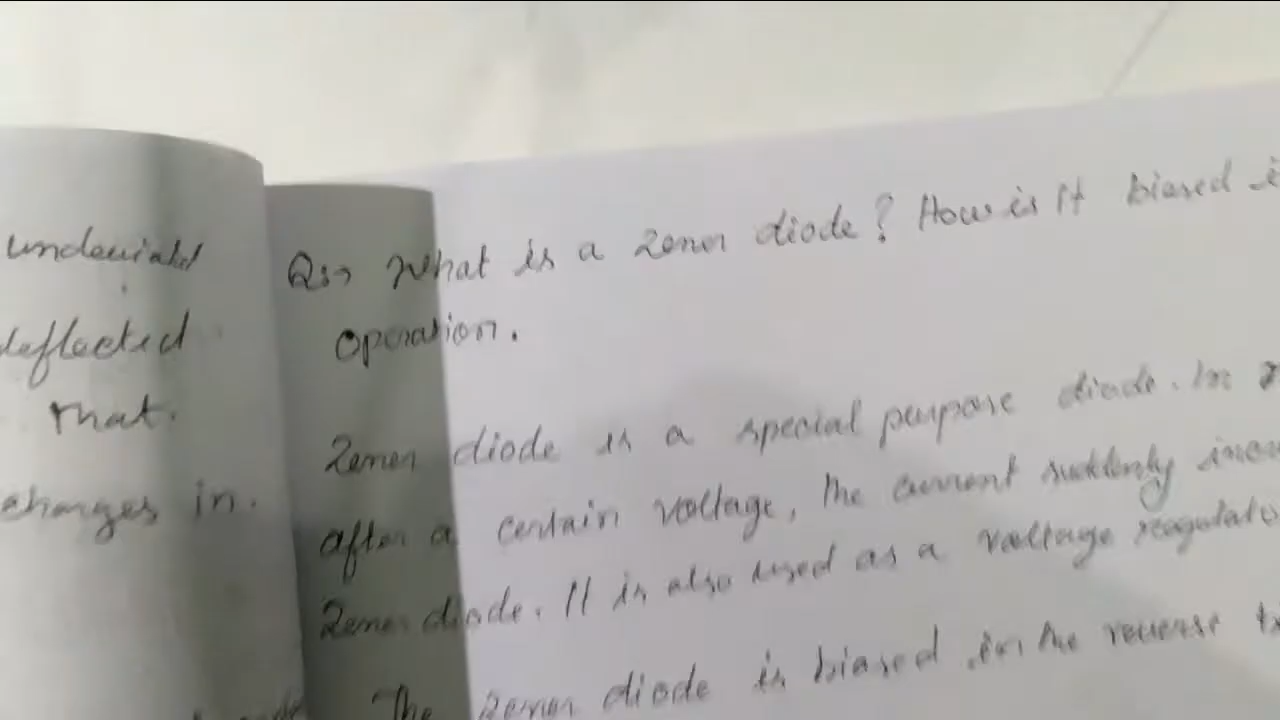 undeviated
deflected
that.
changes in.
Q5) What is a Zener diode? How is it biased
operation.
Zener diode is a special purpose diode. In
after a certain voltage, the current suddenly
Zener diode. It is also used as a voltage
The Zener diode is biased in the reverse